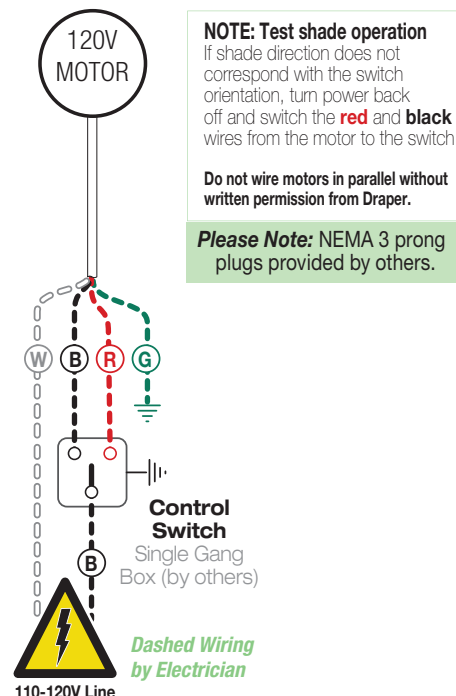 120V
MOTOR
NOTE: Test shade operation
If shade direction does not
correspond with the switch
orientation, turn power back
off and switch the red and black
wires from the motor to the switch
Do not wire motors in parallel without
written permission from Draper.
Please Note: NEMA 3 prong
plugs provided by others.
W
B
R
G
Control
Switch
Single Gang
Box (by others)
B
Dashed Wiring
by Electrician
110-120V Line